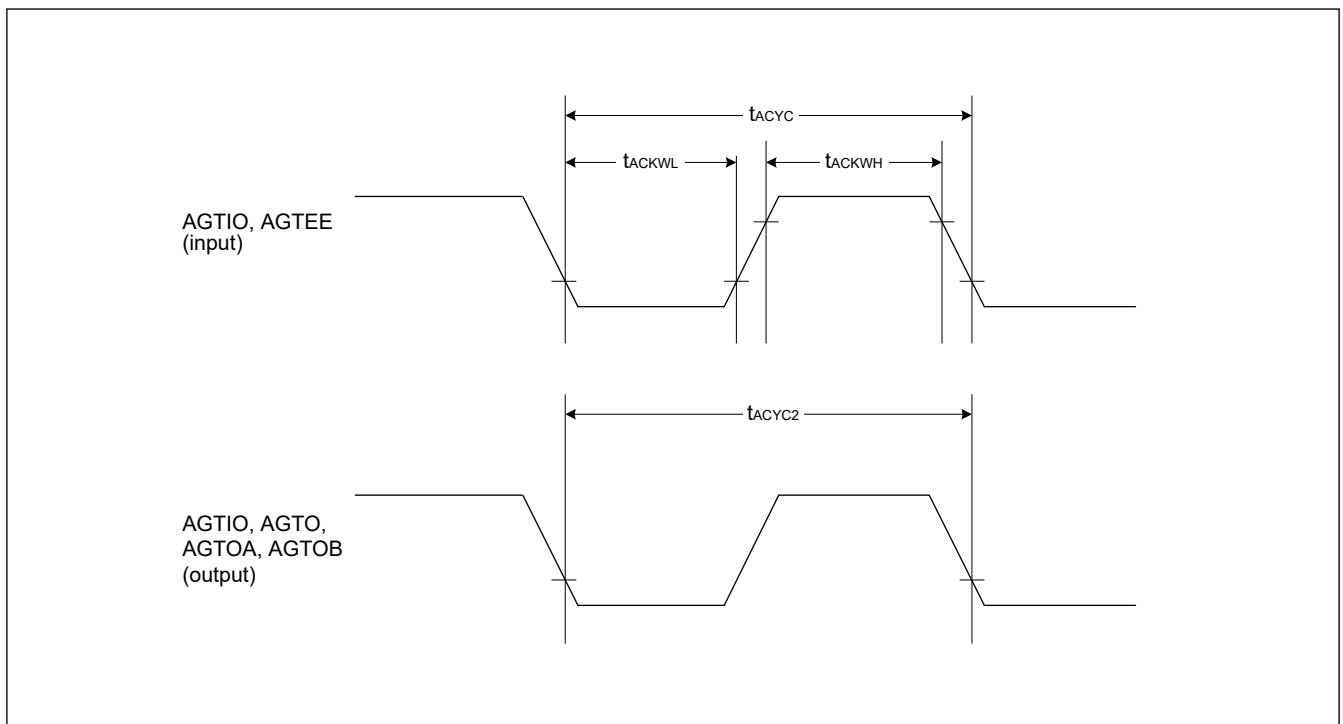 tACYC
tACKWL
tACKWH
AGTIO, AGTEE
(input)
tACYC2
AGTIO, AGTO,
AGTOA, AGTOB
(output)